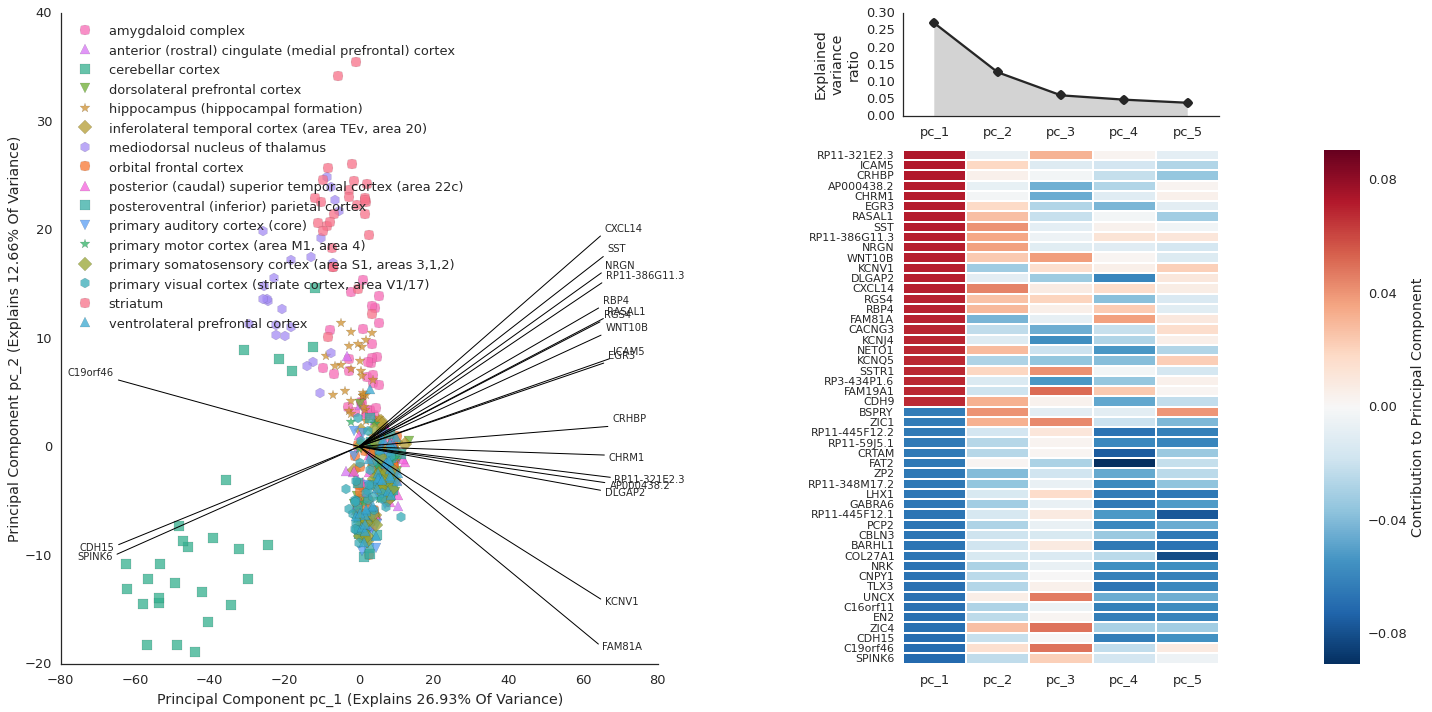 40
30
20
10
0
−10
−20
−80
−60
−40
−20
0
20
40
60
80
Principal Component pc_2 (Explains 12.66% Of Variance)
Principal Component pc_1 (Explains 26.93% Of Variance)
amygdaloid complex
anterior (rostral) cingulate (medial prefrontal) cortex
cerebellar cortex
dorsolateral prefrontal cortex
hippocampus (hippocampal formation)
inferolateral temporal cortex (area TEv, area 20)
mediodorsal nucleus of thalamus
orbital frontal cortex
posterior (caudal) superior temporal cortex (area 22c)
posteroventral (inferior) parietal cortex
primary auditory cortex (core)
primary motor cortex (area M1, area 4)
primary somatosensory cortex (area S1, areas 3,1,2)
primary visual cortex (striate cortex, area V1/17)
striatum
ventrolateral prefrontal cortex
CXCL14
SST
NRGN
RP11-386G11.3
RBP4
RASAL1
RGS4
WNT10B
ICAM5
EGR3
C19orf46
CRHBP
CHRM1
RP11-321E2.3
AP000438.2
DLGAP2
CDH15
SPINK6
KCNV1
FAM81A
Explained
variance
ratio
0.30
0.25
0.20
0.15
0.10
0.05
0.00
pc_1
pc_2
pc_3
pc_4
pc_5
RP11-321E2.3
ICAM5
CRHBP
AP000438.2
CHRM1
EGR3
RASAL1
SST
RP11-386G11.3
NRGN
WNT10B
KCNV1
DLGAP2
CXCL14
RGS4
RBP4
FAM81A
CACNG3
KCNJ4
NETO1
KCNQ5
SSTR1
RP3-434P1.6
FAM19A1
CDH9
BSPRY
ZIC1
RP11-445F12.2
RP11-59J5.1
CRTAM
FAT2
ZP2
RP11-348M17.2
LHX1
GABRA6
RP11-445F12.1
PCP2
CBLN3
BARHL1
COL27A1
NRK
CNPY1
TLX3
UNCX
C16orf11
EN2
ZIC4
CDH15
C19orf46
SPINK6
pc_1
pc_2
pc_3
pc_4
pc_5
0.08
0.04
0.00
−0.04
−0.08
Contribution to Principal Component